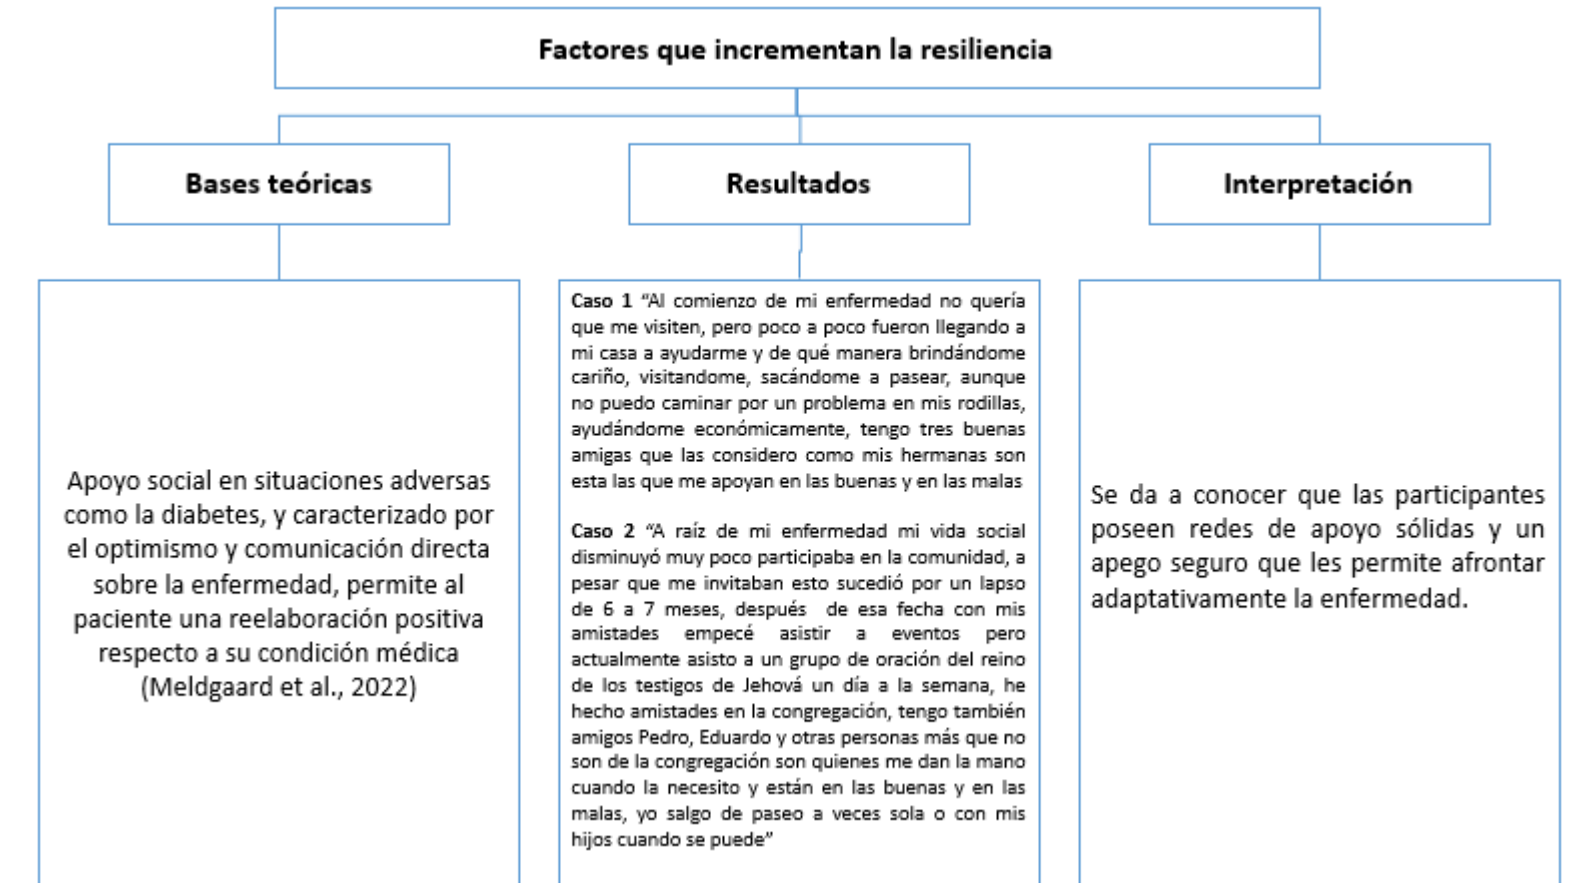 Factores que incrementan la resiliencia
Bases teóricas
Resultados
Interpretación
Apoyo social en situaciones adversas
como la diabetes, y caracterizado por
el optimismo y comunicación directa
sobre la enfermedad, permite al
paciente una reelaboración positiva
respecto a su condición médica
(Meldgaard et al., 2022)
Caso 1 “Al comienzo de mi enfermedad no quería
que me visiten, pero poco a poco fueron llegando a
mi casa a ayudarme y de qué manera brindándome
cariño, visitandome, sacándome a pasear, aunque
no puedo caminar por un problema en mis rodillas,
ayudándome económicamente, tengo tres buenas
amigas que las considero como mis hermanas son
esta las que me apoyan en las buenas y en las malas
Caso 2 “A raíz de mi enfermedad mi vida social
disminuyó muy poco participaba en la comunidad, a
pesar que me invitaban esto sucedió por un lapso
de 6 a 7 meses, después de esa fecha con mis
amistades empecé asistir a eventos pero
actualmente asisto a un grupo de oración del reino
de los testigos de Jehová un día a la semana, he
hecho amistades en la congregación, tengo también
amigos Pedro, Eduardo y otras personas más que no
son de la congregación son quienes me dan la mano
cuando la necesito y están en las buenas y en las
malas, yo salgo de paseo a veces sola o con mis
hijos cuando se puede”
Se da a conocer que las participantes
poseen redes de apoyo sólidas y un
apego seguro que les permite afrontar
adaptativamente la enfermedad.